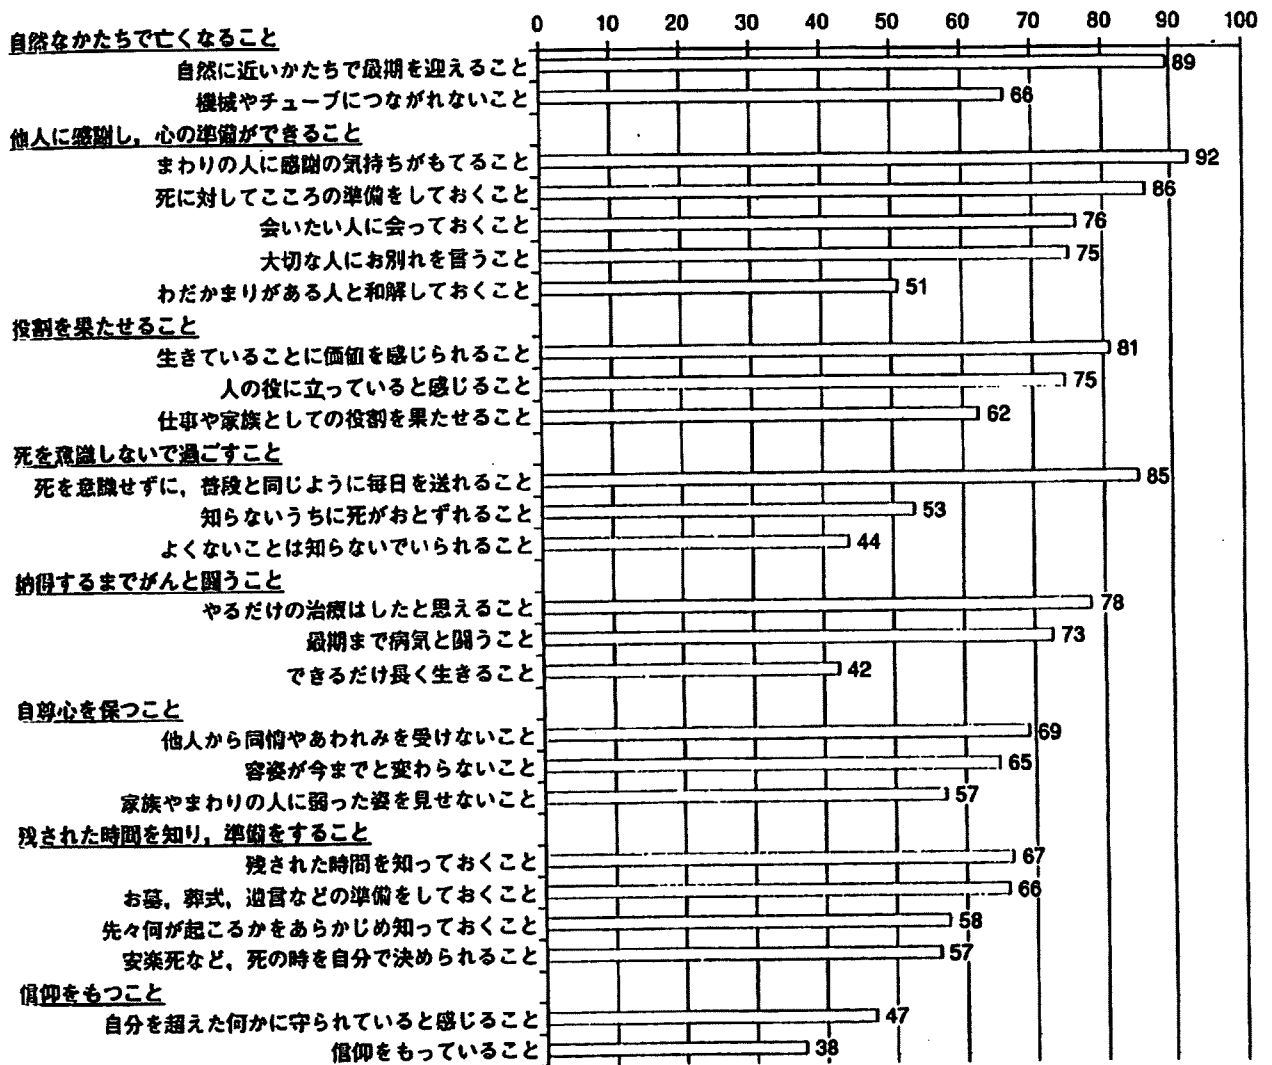 0 10 20 30 40 50 60 70 80 90 100
自然なかたちで亡くなること
自然に近いかたちで最期を迎えること 89
機械やチューブにつながれないこと 66
他人に感謝し，心の準備ができること
まわりの人に感謝の気持ちがもてること 92
死に対してこころの準備をしておくこと 86
会いたい人に会っておくこと 76
大切な人にお別れを言うこと 75
わだかまりがある人と和解しておくこと 51
役割を果たせること
生きていることに価値を感じられること 81
人の役に立っていると感じること 75
仕事や家族としての役割を果たせること 62
死を意識しないで過ごすこと
死を意識せずに，普段と同じように毎日を送れること 85
知らないうちに死がおとずれること 53
よくないことは知らないでいられること 44
納得するまでがんと闘うこと
やるだけの治療はしたと思えること 78
最期まで病気と闘うこと 73
できるだけ長く生きること 42
自尊心を保つこと
他人から同情やあわれみを受けないこと 69
容姿が今までと変わらないこと 65
家族やまわりの人に弱った姿を見せないこと 57
残された時間を知り，準備をすること
残された時間を知っておくこと 67
お墓，葬式，遺言などの準備をしておくこと 66
先々何が起こるかをあらかじめ知っておくこと 58
安楽死など，死の時を自分で決められること 57
信仰をもつこと
自分を超えた何かに守られていると感じること 47
信仰をもっていること 38